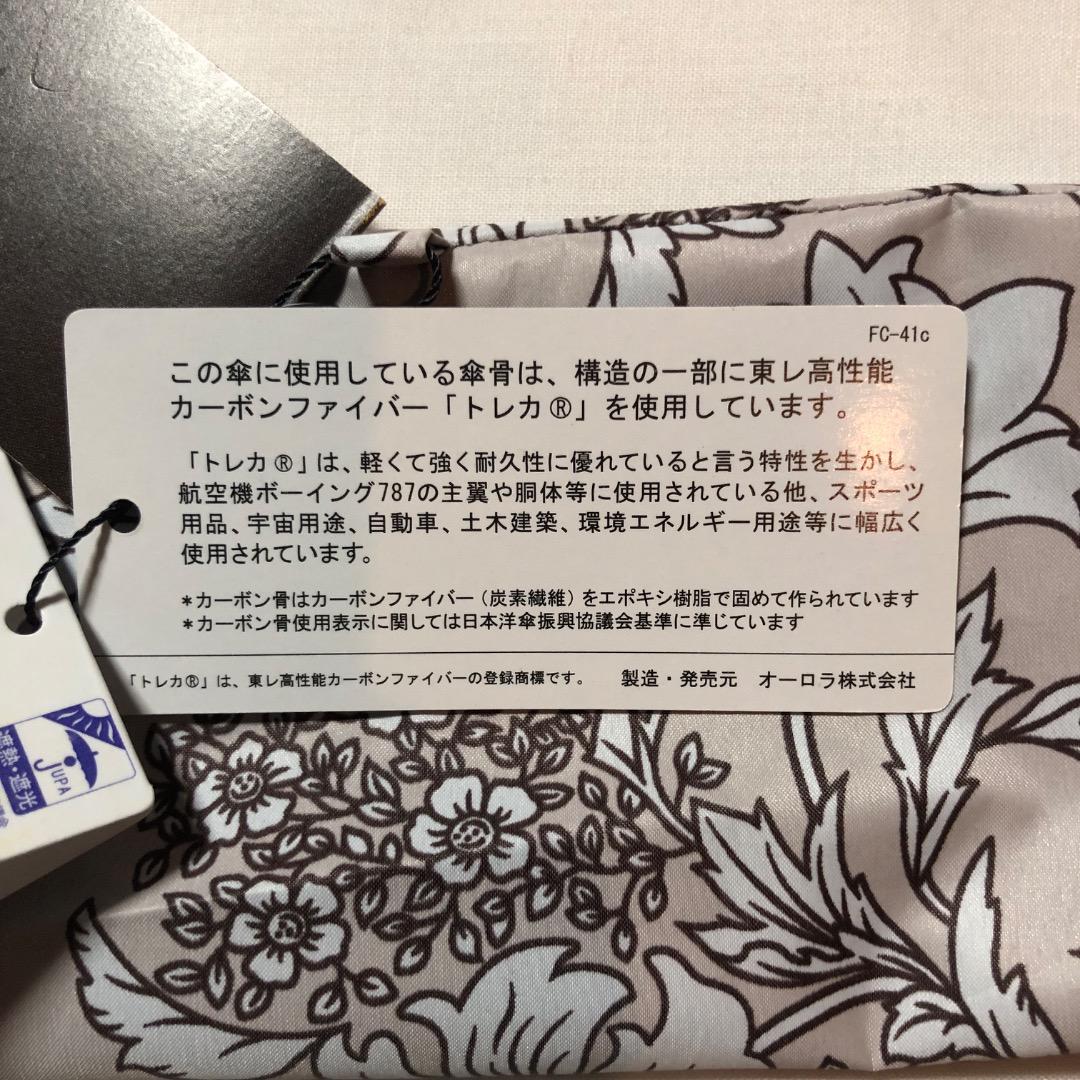 FC-41c
この傘に使用している傘骨は、構造の一部に東レ高性能
カーボンファイバー「トレカ®」を使用しています。
「トレカ®」は、軽くて強く耐久性に優れていると言う特性を生かし、
航空機ボーイング787の主翼や胴体等に使用されている他、スポーツ
用品、宇宙用途、自動車、土木建築、環境エネルギー用途等に幅広く
使用されています。
*カーボン骨はカーボンファイバー(炭素繊維)をエポキシ樹脂で固めて作られています
*カーボン骨使用表示に関しては日本洋傘振興協議会基準に準じています
「トレカ®」は、東レ高性能カーボンファイバーの登録商標です。 製造・発売元 オーロラ株式会社
JUPA
遮熱・遮光